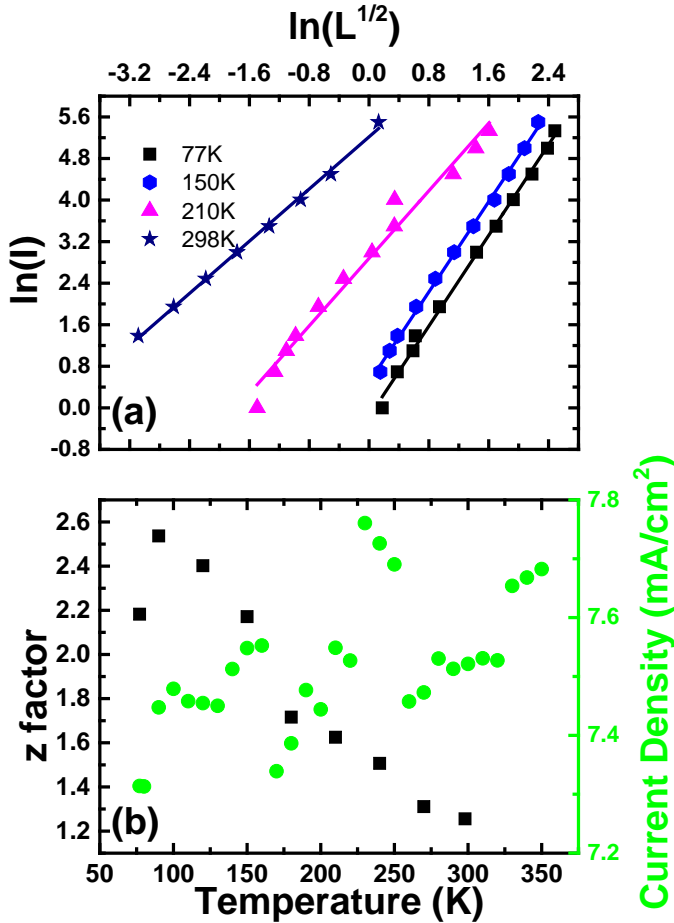 ln(L^1/2)
-3.2 -2.4 -1.6 -0.8 0.0 0.8 1.6 2.4
5.6
4.8
4.0
3.2
2.4
1.6
0.8
0.0
-0.8
ln(I)
77K
150K
210K
298K
(a)
2.6
2.4
2.2
2.0
1.8
1.6
1.4
1.2
z factor
(b)
7.8
7.6
7.4
7.2
Current Density (mA/cm²)
50 100 150 200 250 300 350
Temperature (K)